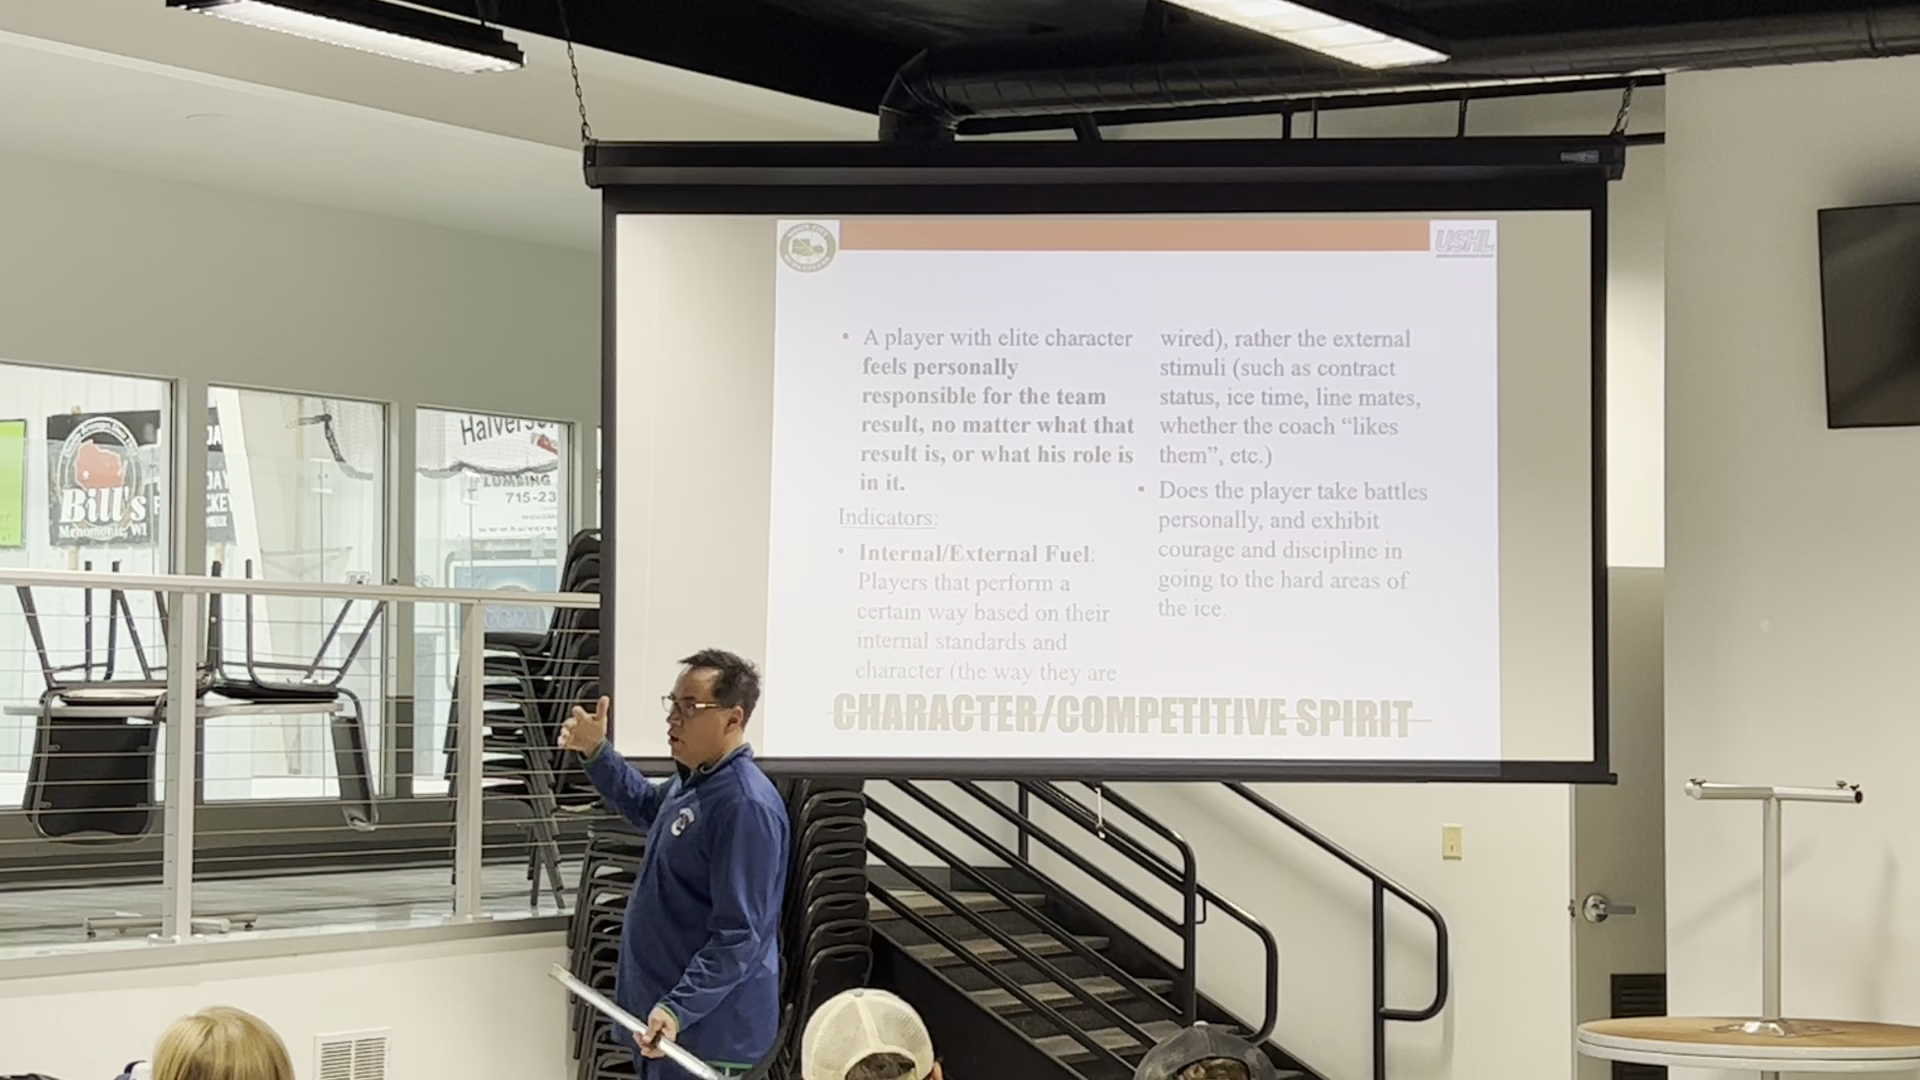 USHL
• A player with elite character
feels personally
responsible for the team
result, no matter what that
result is, or what his role is
in it.
Indicators:
• Internal/External Fuel:
Players that perform a
certain way based on their
internal standards and
character (the way they are
wired), rather the external
stimuli (such as contract
status, ice time, line mates,
whether the coach “likes
them”, etc.)
• Does the player take battles
personally, and exhibit
courage and discipline in
going to the hard areas of
the ice.
CHARACTER/COMPETITIVE SPIRIT
Bill's
Menomonie, WI
Halverso
LUMBING
715-23